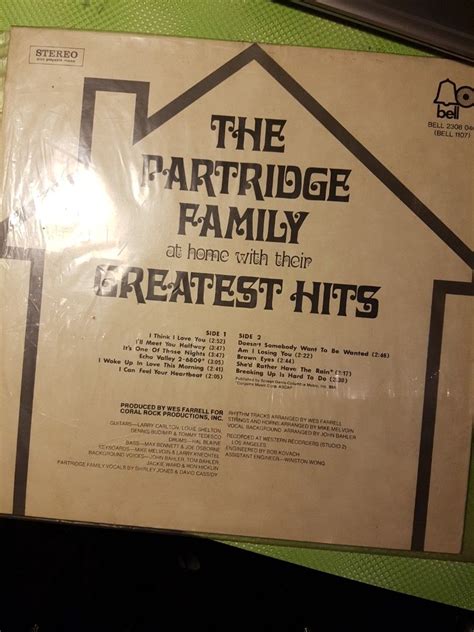 STEREO
bell
BELL 2308 04
(BELL 1107)
THE
PARTRIDGE
FAMILY
at home with their
GREATEST HITS
SIDE 1
I Think I Love You (2:52)
I'll Meet You Halfway (3:47)
It's One Of Those Nights (3:47)
Echo Valley 2-6809* (3:05)
I Woke Up In Love This Morning (2:41)
I Can Feel Your Heartbeat (2:05)
SIDE 2
Doesn't Somebody Want To Be Wanted (2:46)
Am I Losing You (2:22)
Brown Eyes (2:44)
She'd Rather Have The Rain* (3:17)
Breaking Up Is Hard To Do (2:30)
PRODUCED BY WES FARRELL FOR
CORAL ROCK PRODUCTIONS, INC.
GUITARS—LARRY CARLTON, LOUIE SHELTON,
DENNIS BUDIMIR & TOMMY TEDESCO
DRUMS—HAL BLAINE
BASS—MAX BENNETT & JOE OSBORNE
KEYBOARDS—MIKE MELVOIN & LARRY KNECHTEL
BACKGROUND VOICES—JOHN BAHLER, TOM BAHLER,
JACKIE WARD & RON HICKLIN
PARTRIDGE FAMILY VOCALS BY SHIRLEY JONES & DAVID CASSIDY
RHYTHM TRACKS ARRANGED BY WES FARRELL
STRINGS AND HORNS ARRANGED BY MIKE MELVOIN
VOCAL BACKGROUND ARRANGED BY JOHN BAHLER
RECORDED AT WESTERN RECORDERS (STUDIO 2)
LOS ANGELES
ENGINEERED BY BOB KOVACH
ASSISTANT ENGINEER—WINSTON WONG